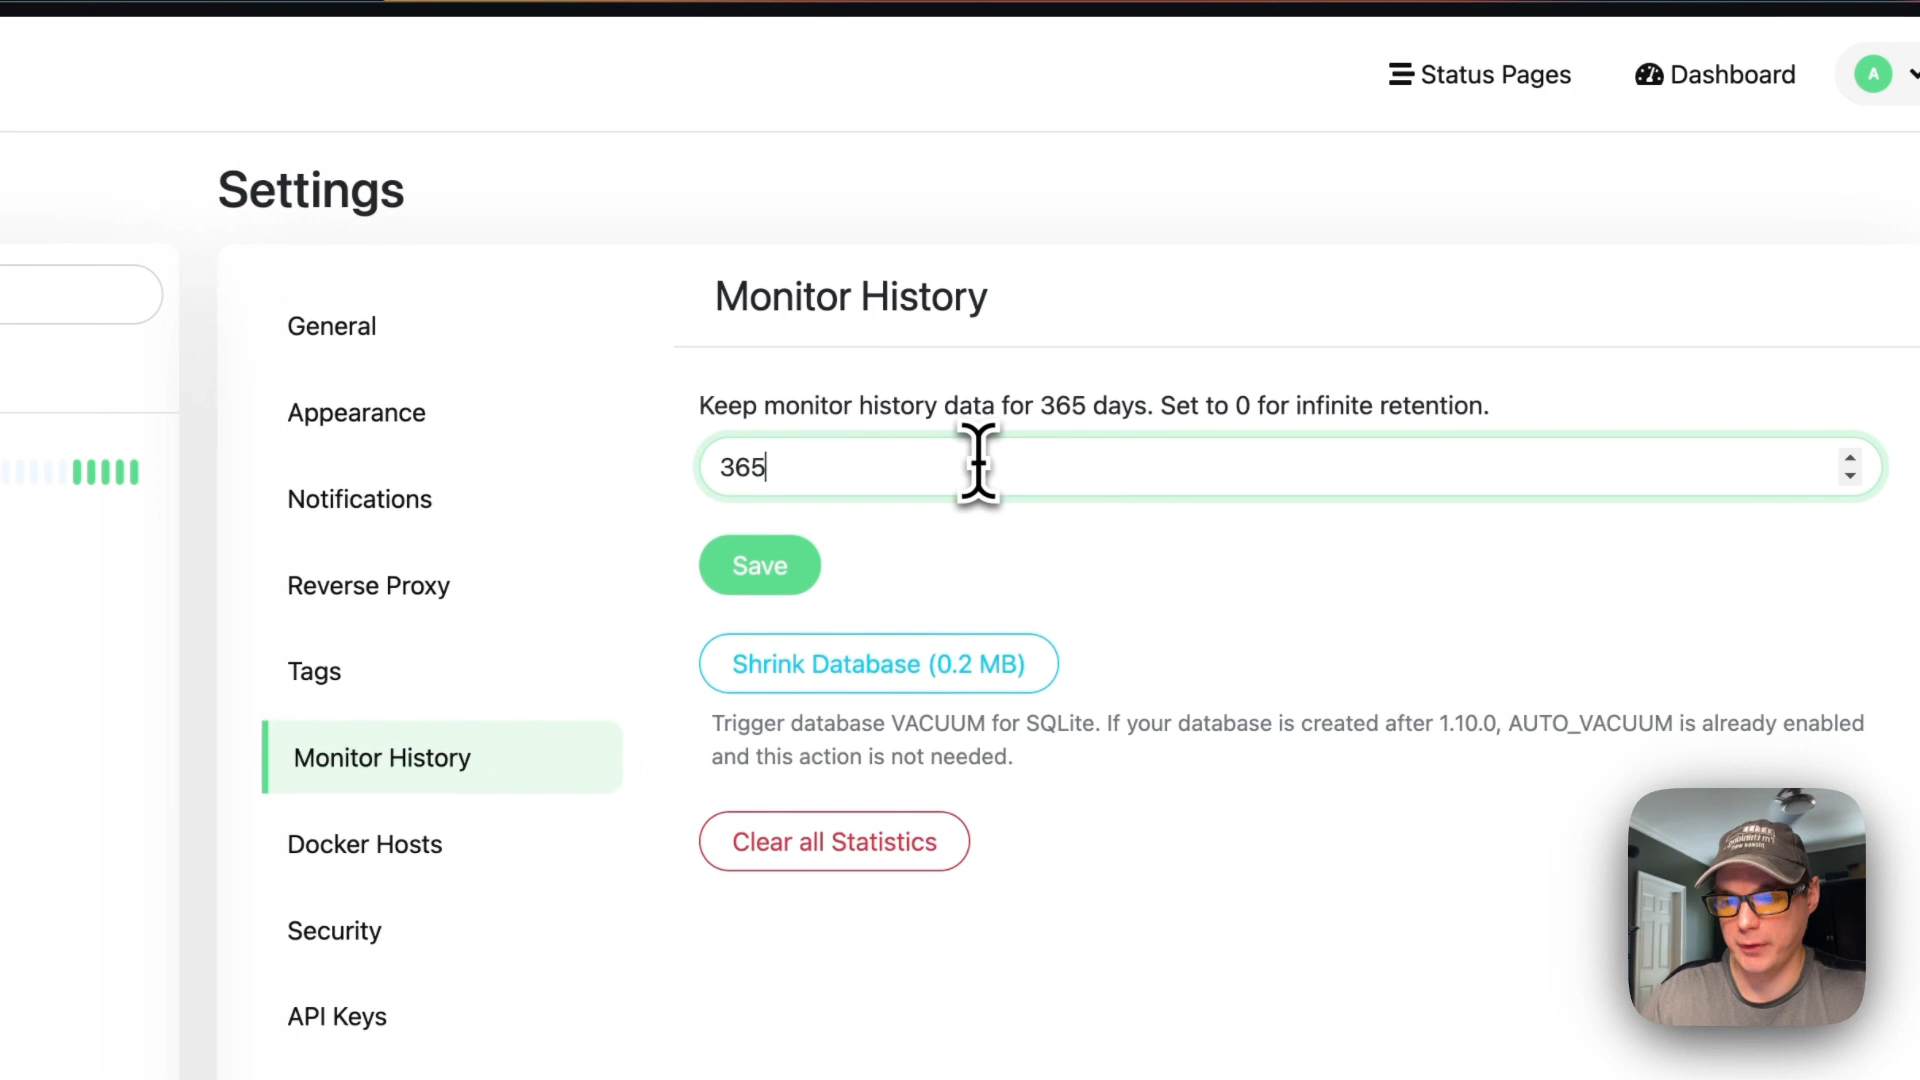 Status Pages
Dashboard
A
Settings
General
Appearance
Notifications
Reverse Proxy
Tags
Monitor History
Docker Hosts
Security
API Keys
Monitor History
Keep monitor history data for 365 days. Set to 0 for infinite retention.
365
Save
Shrink Database (0.2 MB)
Trigger database VACUUM for SQLite. If your database is created after 1.10.0, AUTO_VACUUM is already enabled
and this action is not needed.
Clear all Statistics